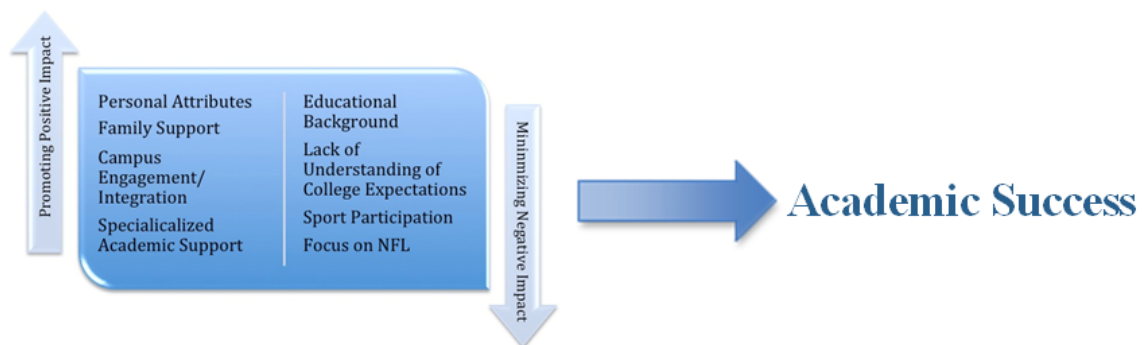 Promoting Positive Impact
Personal Attributes
Family Support
Campus
Engagement/
Integration
Specialicalized
Academic Support
Educational
Background
Lack of
Understanding of
College Expectations
Sport Participation
Focus on NFL
Mininmizing Negative Impact
Academic Success